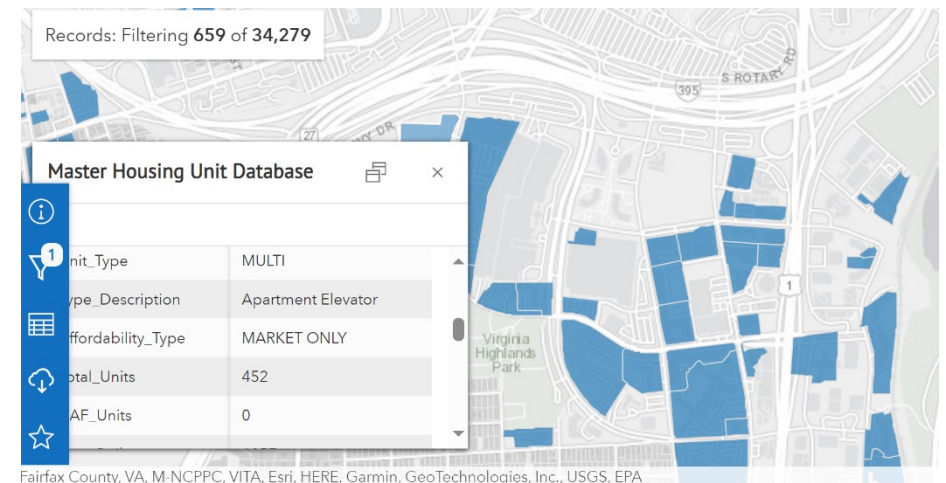 Records: Filtering 659 of 34,279
S ROTARY RD
395
27
DR
Master Housing Unit Database
1
nit_Type MULTI
ype_Description Apartment Elevator
ffordability_Type MARKET ONLY
otal_Units 452
AF_Units 0
1
Virginia
Highlands
Park
Fairfax County, VA, M-NCPPC, VITA, Esri, HERE, Garmin, GeoTechnologies, Inc., USGS, EPA